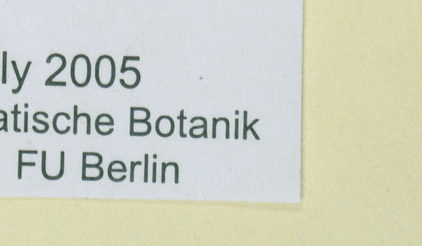 ly 2005
atische Botanik
FU Berlin